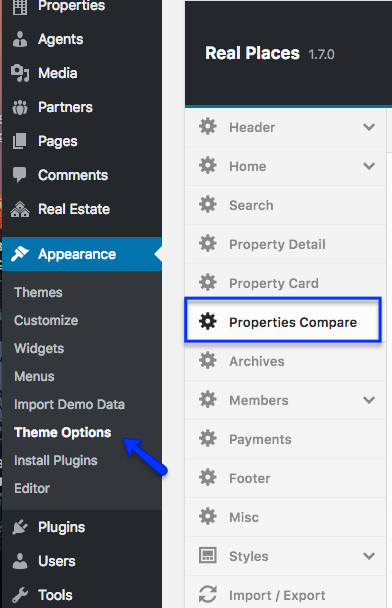 Properties
Agents
Media
Partners
Pages
Comments
Real Estate
Appearance
Themes
Customize
Widgets
Menus
Import Demo Data
Theme Options
Install Plugins
Editor
Plugins
Users
Tools
Real Places 1.7.0
Header
Home
Search
Property Detail
Property Card
Properties Compare
Archives
Members
Payments
Footer
Misc
Styles
Import / Export